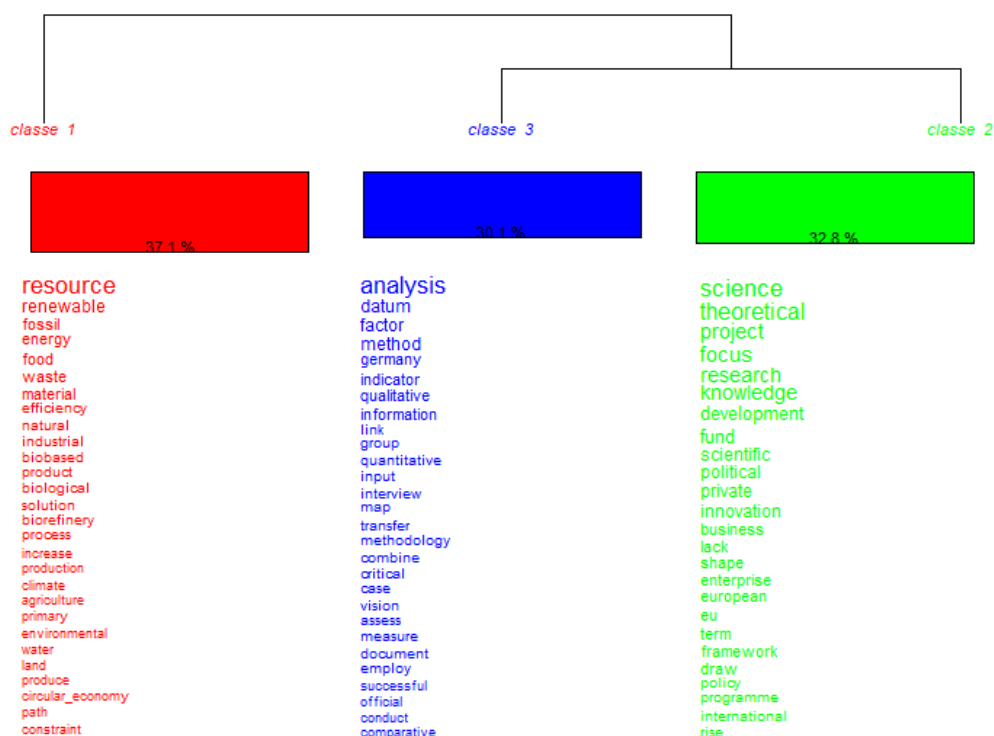 classe 1
classe 3
classe 2
37.1 %
30.1 %
32.8 %
resource
renewable
fossil
energy
food
waste
material
efficiency
natural
industrial
biobased
product
biological
solution
biorefinery
process
increase
production
climate
agriculture
primary
environmental
water
land
produce
circular_economy
path
constraint
analysis
datum
factor
method
germany
indicator
qualitative
information
link
group
quantitative
input
interview
map
transfer
methodology
combine
critical
case
vision
assess
measure
document
employ
successful
official
conduct
comparative
science
theoretical
project
focus
research
knowledge
development
fund
scientific
political
private
innovation
business
lack
shape
enterprise
european
eu
term
framework
draw
policy
programme
international
rise